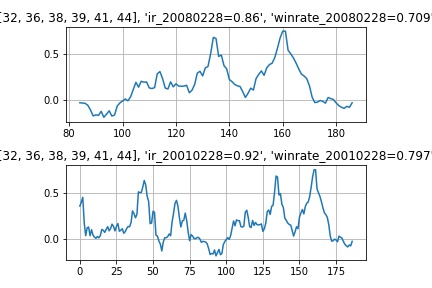 [32, 36, 38, 39, 41, 44], 'ir_20080228=0.86', 'winrate_20080228=0.709'
0.5
0.0
80 100 120 140 160 180
[32, 36, 38, 39, 41, 44], 'ir_20010228=0.92', 'winrate_20010228=0.797'
0.5
0.0
0 25 50 75 100 125 150 175